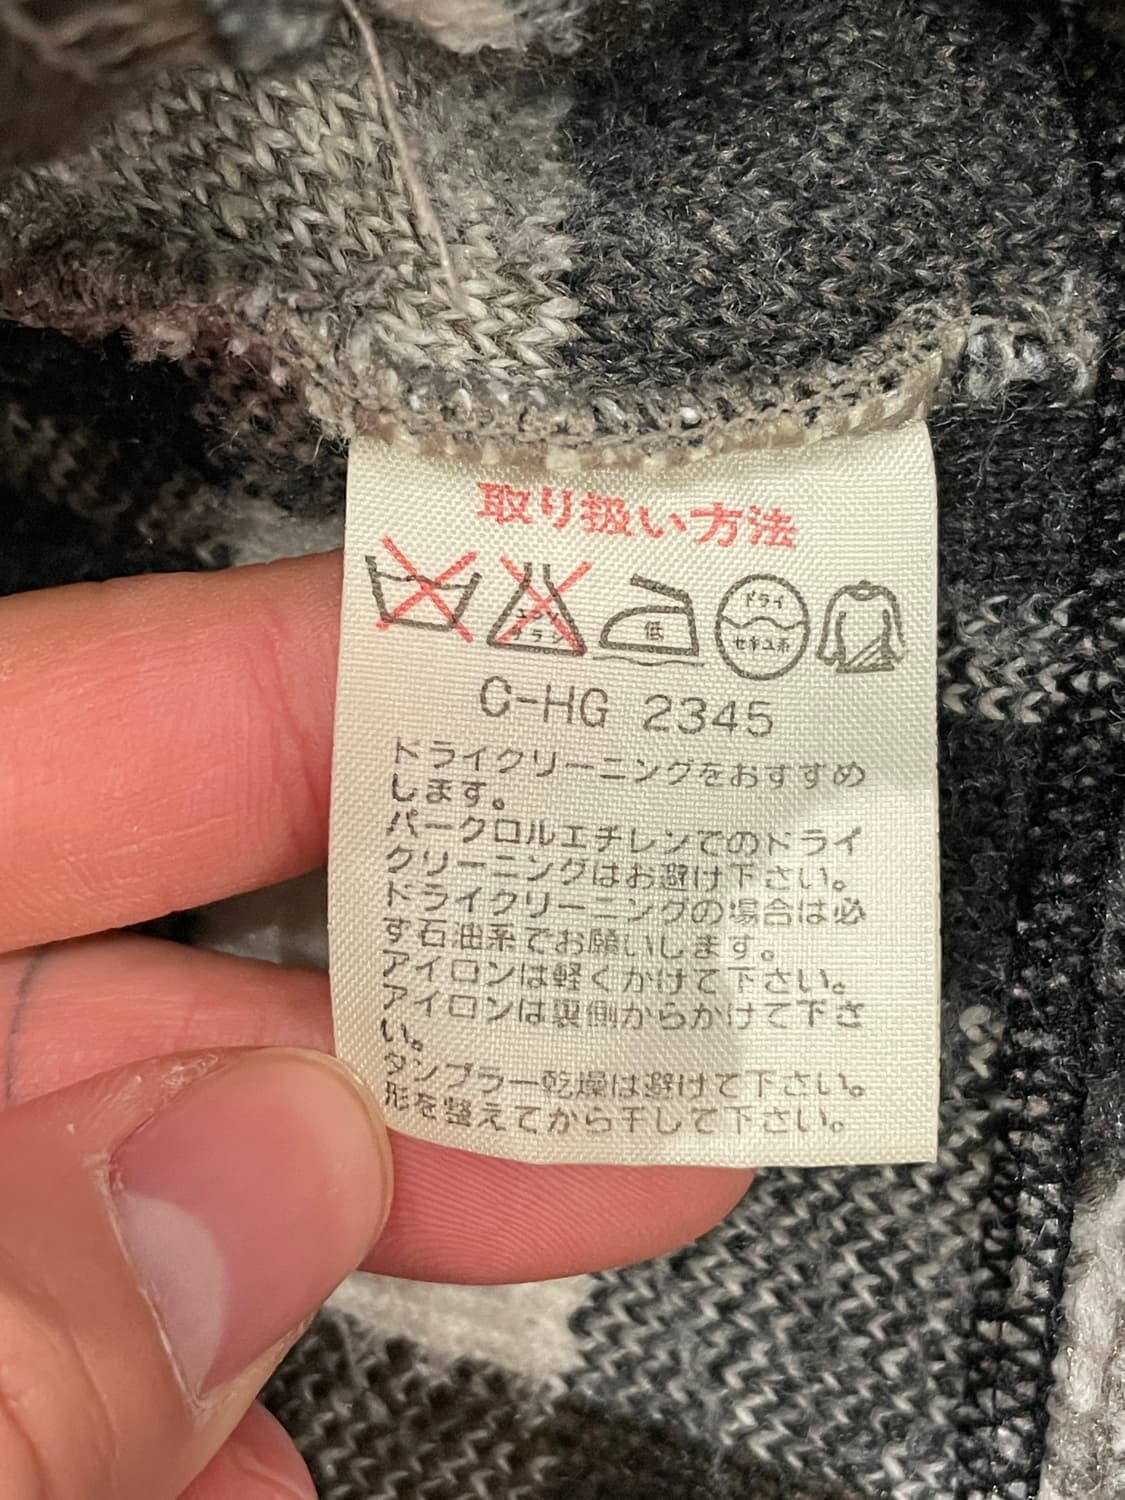 取り扱い方法
エンソ
サラシ
低
ドライ
セキユ系
C-HG 2345
ドライクリーニングをおすすめ
します。
パークロルエチレンでのドライ
クリーニングはお避け下さい。
ドライクリーニングの場合は必
ず石油系でお願いします。
アイロンは軽くかけて下さい。
アイロンは裏側からかけて下さ
い。
タンブラー乾燥は避けて下さい。
形を整えてから干して下さい。